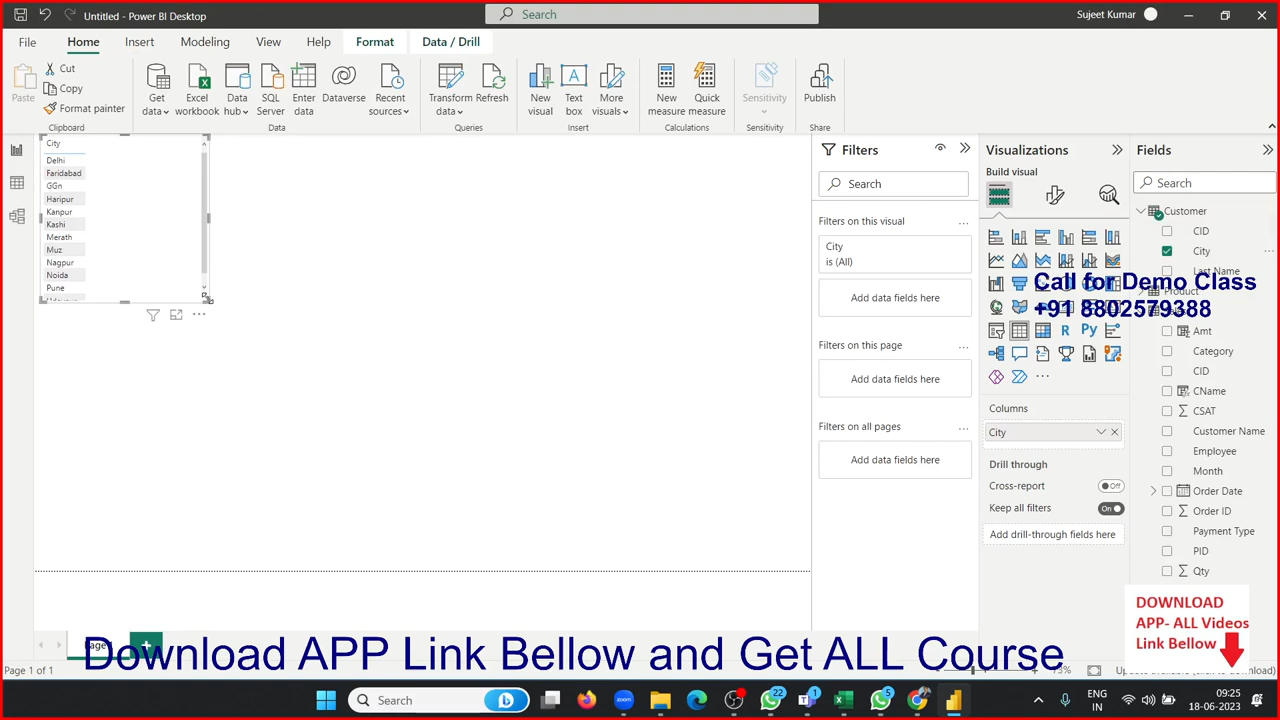 Untitled - Power BI Desktop
Search
Sujeet Kumar
File
Home
Insert
Modeling
View
Help
Format
Data / Drill
Paste
Cut
Copy
Format painter
Get data
Excel workbook
Data hub
SQL Server
Enter data
Dataverse
Recent sources
Transform data
Refresh
New visual
Text box
More visuals
New measure
Quick measure
Sensitivity
Publish
Clipboard
Data
Queries
Insert
Calculations
Sensitivity
Share
City
Delhi
Faridabad
GGn
Haripur
Kanpur
Kashi
Merath
Muz
Nagpur
Noida
Pune
Filters
Search
Filters on this visual
City
is (All)
Add data fields here
Filters on this page
Add data fields here
Filters on all pages
Add data fields here
Visualizations
Build visual
R
Py
Columns
City
Drill through
Cross-report
Off
Keep all filters
On
Add drill-through fields here
Fields
Search
Customer
CID
City
Last Name
Product
Call for Demo Class
+91 8802579388
Amt
Category
CID
CName
CSAT
Customer Name
Employee
Month
Order Date
Order ID
Payment Type
PID
Qty
DOWNLOAD
APP- ALL Videos
Link Bellow
Download APP Link Bellow and Get ALL Course
Page 1 of 1
Search
22
1
5
ENG
IN
09:25
18-06-2023